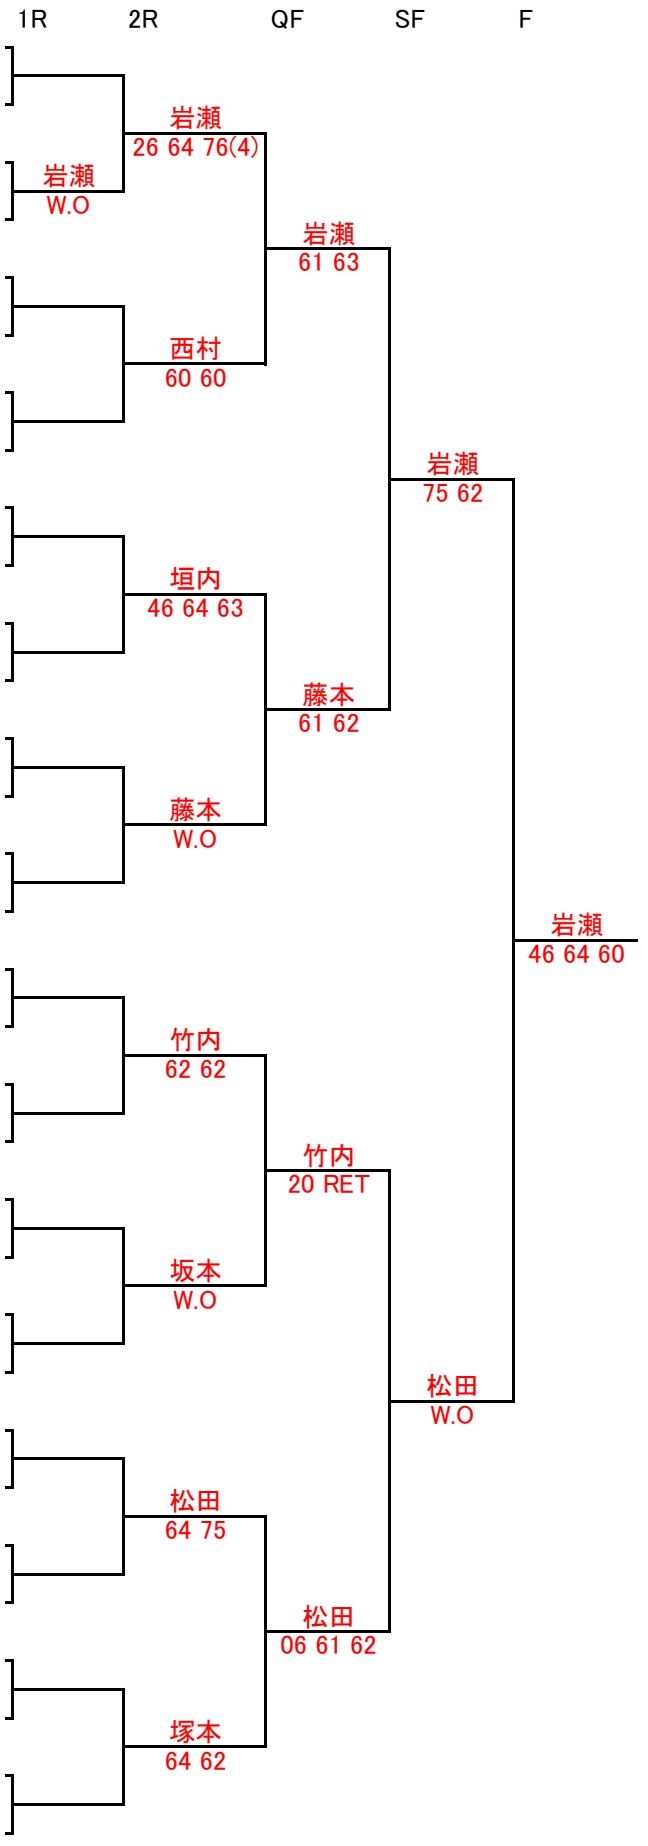 1R 2R QF SF F
岩瀬
26 64 76(4)
岩瀬
W.O
岩瀬
61 63
西村
60 60
岩瀬
75 62
垣内
46 64 63
藤本
61 62
藤本
W.O
岩瀬
46 64 60
竹内
62 62
竹内
20 RET
坂本
W.O
松田
W.O
松田
64 75
松田
06 61 62
塚本
64 62